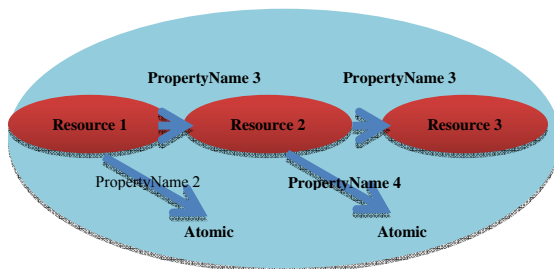 PropertyName 3 PropertyName 3
Resource 1 Resource 2 Resource 3
PropertyName 2 PropertyName 4
Atomic Atomic